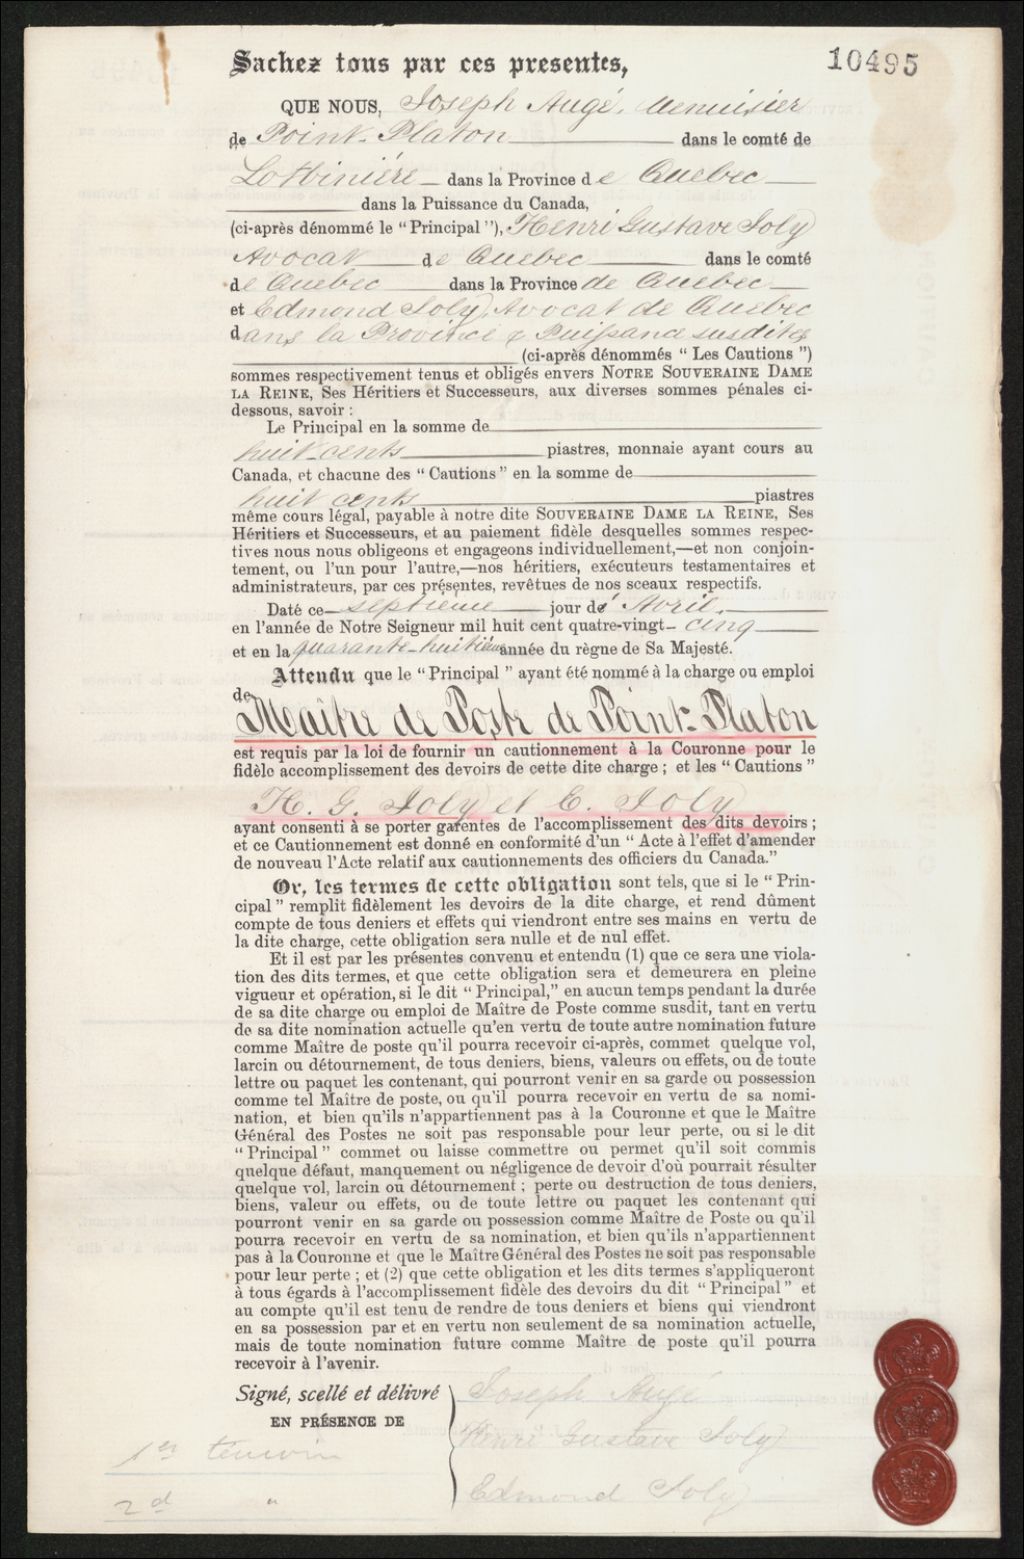 10495
Sachez tous par ces presentes,
QUE NOUS, Joseph Augé, Menuisier
de Point-Platon dans le comté de
Lotbinière dans la Province de Quebec
dans la Puissance du Canada,
(ci-après dénommé le "Principal"), Henri Gustave Joly
Avocat de Quebec dans le comté
de Quebec dans la Province de Quebec
et Edmond Joly, Avocat de Quebec
dans la Province & Puissance susdites
(ci-après dénommés "Les Cautions")
sommes respectivement tenus et obligés envers NOTRE SOUVERAINE DAME
LA REINE, Ses Héritiers et Successeurs, aux diverses sommes pénales ci-
dessous, savoir :
Le Principal en la somme de
huit-cents piastres, monnaie ayant cours au
Canada, et chacune des "Cautions" en la somme de
huit cents piastres
même cours légal, payable à notre dite SOUVERAINE DAME LA REINE, Ses
Héritiers et Successeurs, et au paiement fidèle desquelles sommes respec-
tives nous nous obligeons et engageons individuellement,—et non conjoin-
tement, ou l'un pour l'autre,—nos héritiers, exécuteurs testamentaires et
administrateurs, par ces présentes, revêtues de nos sceaux respectifs.
Daté ce septieme jour d' Avril,
en l'année de Notre Seigneur mil huit cent quatre-vingt-cinq
et en la quarante-huitième année du règne de Sa Majesté.
Attendu que le "Principal" ayant été nommé à la charge ou emploi
de
Maître de Poste de Point-Platon
est requis par la loi de fournir un cautionnement à la Couronne pour le
fidèle accomplissement des devoirs de cette dite charge ; et les "Cautions"
H. G. Joly et E. Joly
ayant consenti à se porter garentes de l'accomplissement des dits devoirs ;
et ce Cautionnement est donné en conformité d'un "Acte à l'effet d'amender
de nouveau l'Acte relatif aux cautionnements des officiers du Canada."
Or, les termes de cette obligation sont tels, que si le "Prin-
cipal" remplit fidèlement les devoirs de la dite charge, et rend dûment
compte de tous deniers et effets qui viendront entre ses mains en vertu de
la dite charge, cette obligation sera nulle et de nul effet.
Et il est par les présentes convenu et entendu (1) que ce sera une viola-
tion des dits termes, et que cette obligation sera et demeurera en pleine
vigueur et opération, si le dit "Principal," en aucun temps pendant la durée
de sa dite charge ou emploi de Maître de Poste comme susdit, tant en vertu
de sa dite nomination actuelle qu'en vertu de toute autre nomination future
comme Maître de poste qu'il pourra recevoir ci-après, commet quelque vol,
larcin ou détournement, de tous deniers, biens, valeurs ou effets, ou de toute
lettre ou paquet les contenant, qui pourront venir en sa garde ou possession
comme tel Maître de poste, ou qu'il pourra recevoir en vertu de sa nomi-
nation, et bien qu'ils n'appartiennent pas à la Couronne et que le Maître
Général des Postes ne soit pas responsable pour leur perte, ou si le dit
"Principal" commet ou laisse commettre ou permet qu'il soit commis
quelque défaut, manquement ou négligence de devoir d'où pourrait résulter
quelque vol, larcin ou détournement ; perte ou destruction de tous deniers,
biens, valeur ou effets, ou de toute lettre ou paquet les contenant qui
pourront venir en sa garde ou possession comme Maître de Poste ou qu'il
pourra recevoir en vertu de sa nomination, et bien qu'ils n'appartiennent
pas à la Couronne et que le Maître Général des Postes ne soit pas responsable
pour leur perte ; et (2) que cette obligation et les dits termes s'appliqueront
à tous égards à l'accomplissement fidèle des devoirs du dit "Principal" et
au compte qu'il est tenu de rendre de tous deniers et biens qui viendront
en sa possession par et en vertu non seulement de sa nomination actuelle,
mais de toute nomination future comme Maître de poste qu'il pourra
recevoir à l'avenir.
Signé, scellé et délivré
EN PRÉSENCE DE
1er temoin
2d "
Joseph Augé
Henri Gustave Joly
Edmond Joly